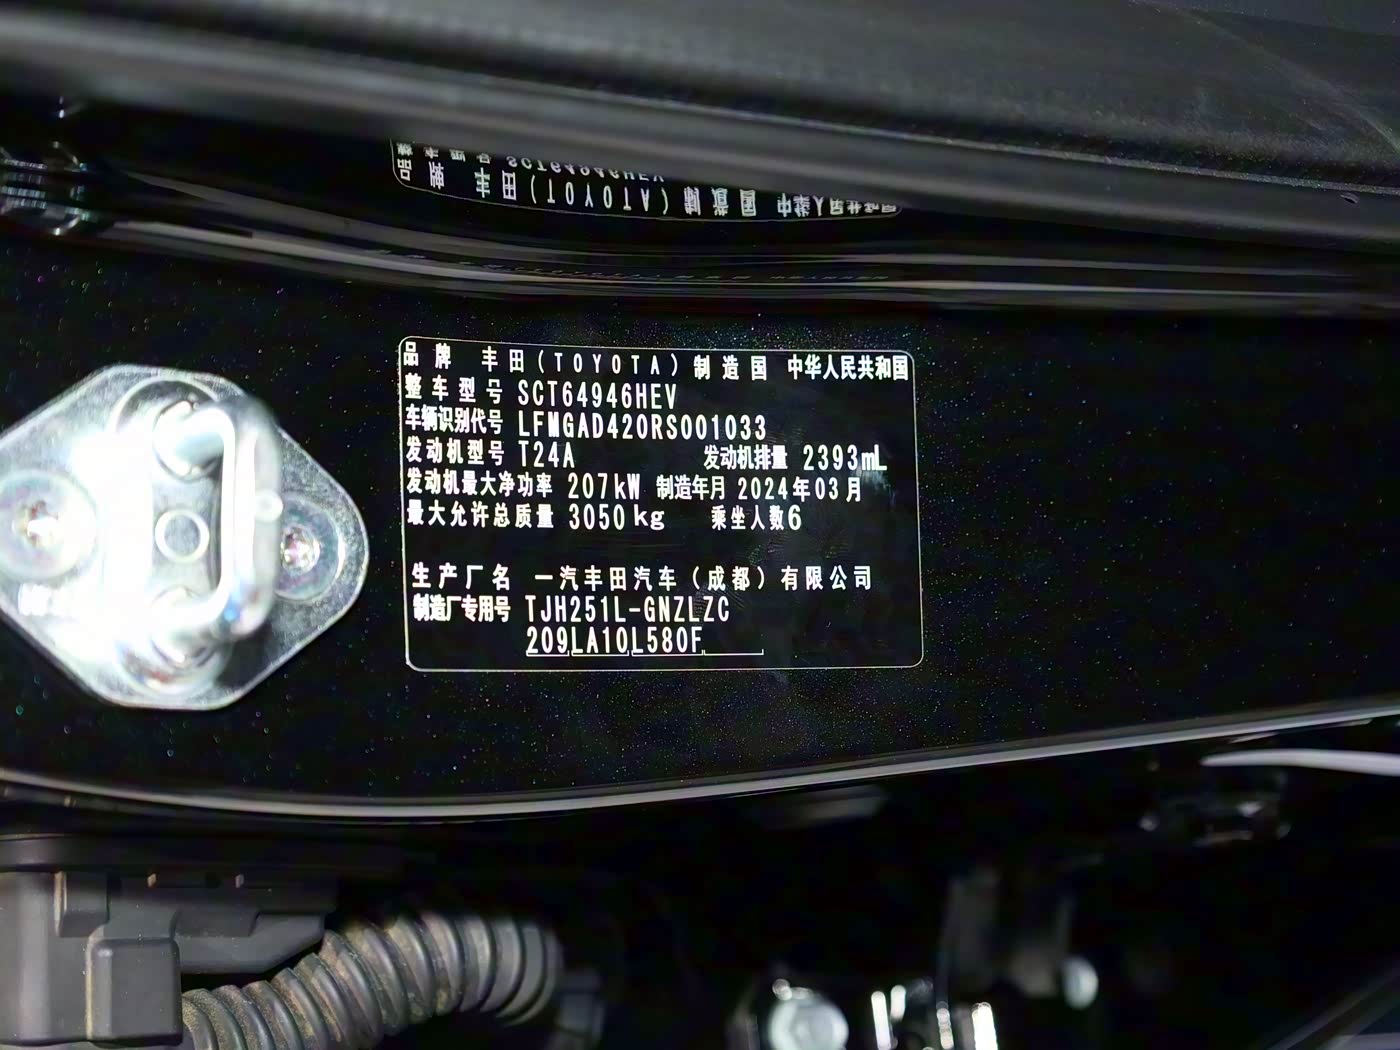 品牌 丰田(TOYOTA) 制造国 中华人民共和国
整车型号 SCT64946HEV
车辆识别代号 LFMGAD420RS001033
发动机型号 T24A 发动机排量 2393mL
发动机最大净功率 207kW 制造年月 2024年03月
最大允许总质量 3050kg 乘坐人数6
生产厂名 一汽丰田汽车(成都)有限公司
制造厂专用号 TJH251L-GNZLZC
209LA10L580F